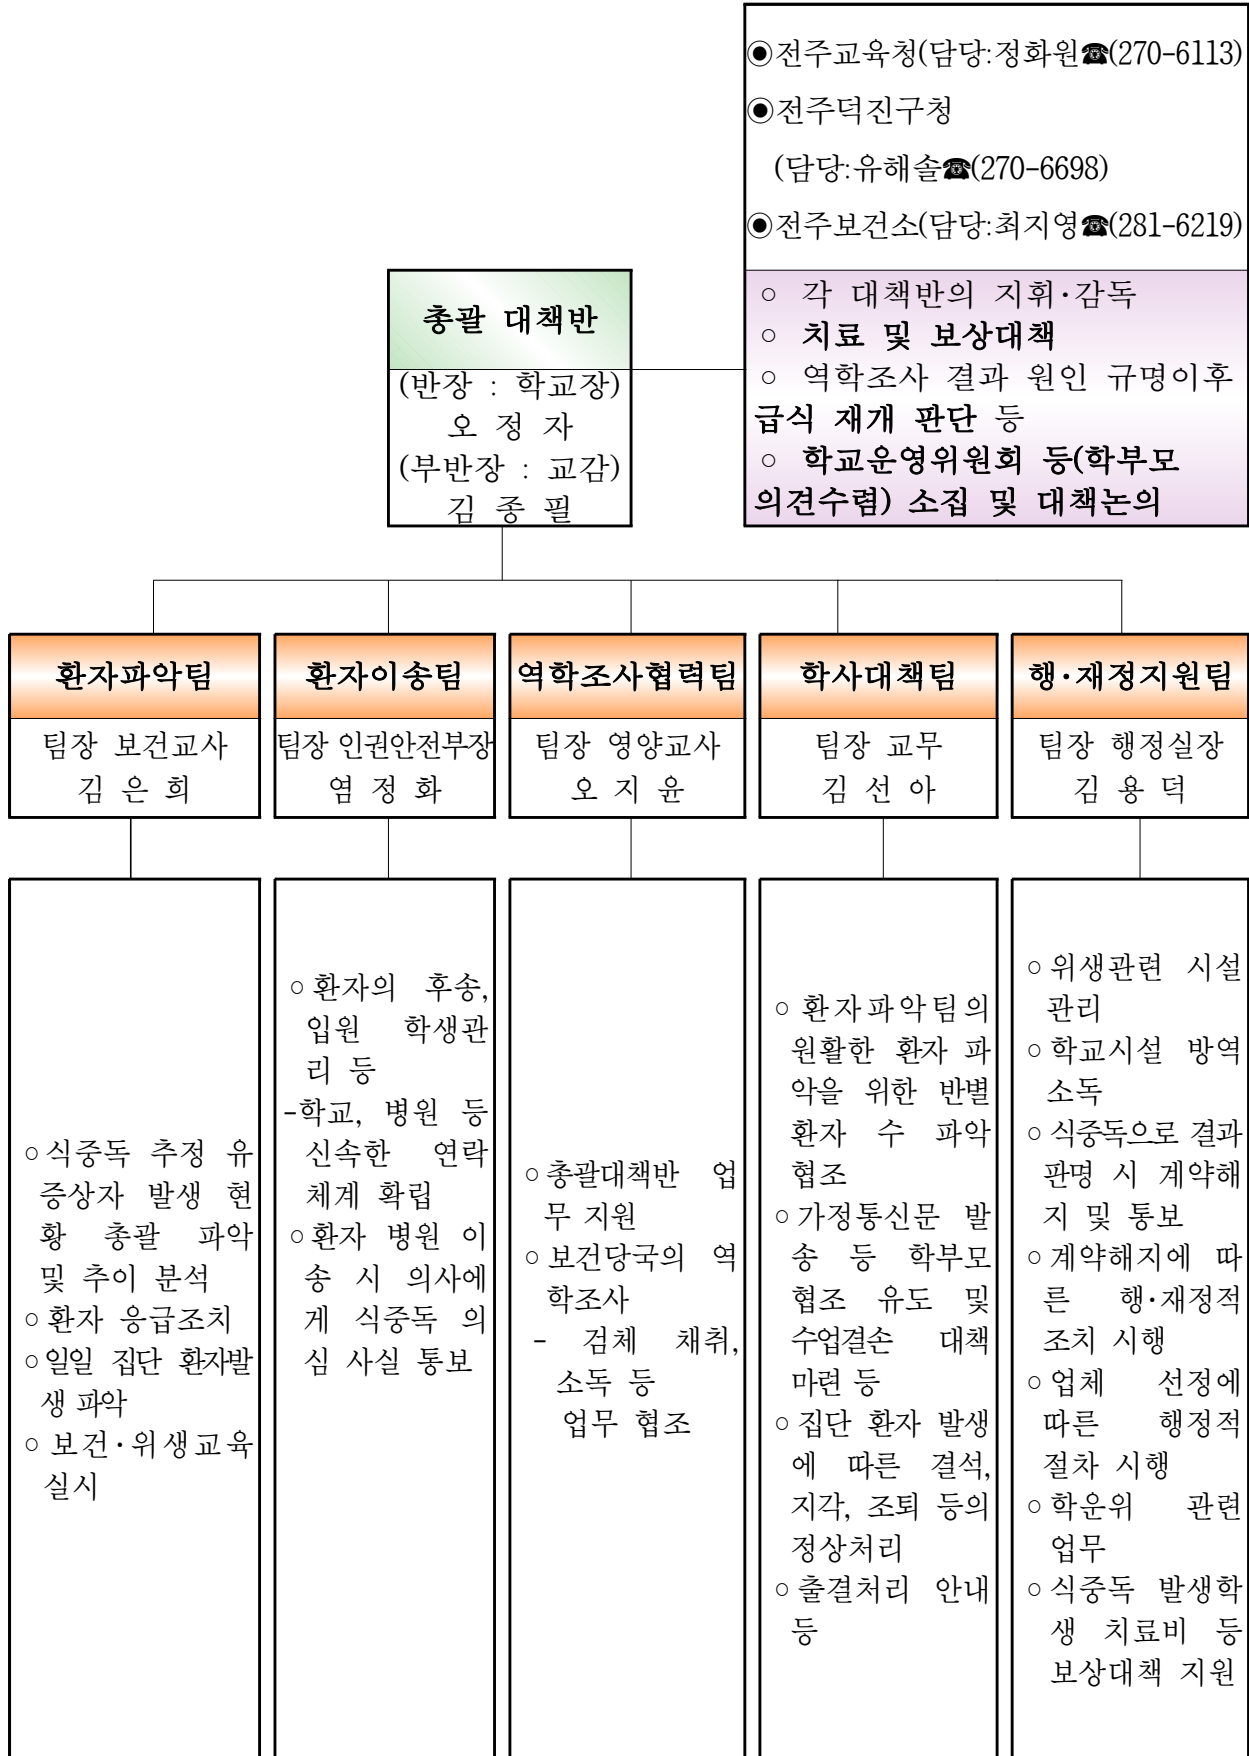 ◉전주교육청(담당:정화원☎(270-6113)
◉전주덕진구청
(담당:유해솔☎(270-6698)
◉전주보건소(담당:최지영☎(281-6219)
총괄 대책반
(반장 : 학교장)
오 정 자
(부반장 : 교감)
김 종 필
○ 각 대책반의 지휘·감독
○ 치료 및 보상대책
○ 역학조사 결과 원인 규명이후
급식 재개 판단 등
○ 학교운영위원회 등(학부모
의견수렴) 소집 및 대책논의
환자파악팀
팀장 보건교사
김 은 희
환자이송팀
팀장 인권안전부장
염 정 화
역학조사협력팀
팀장 영양교사
오 지 윤
학사대책팀
팀장 교무
김 선 아
행·재정지원팀
팀장 행정실장
김 용 덕
○식중독 추정 유
증상자 발생 현
황 총괄 파악
및 추이 분석
○환자 응급조치
○일일 집단 환자발
생 파악
○보건·위생교육
실시
○환자의 후송,
입원 학생관
리 등
-학교, 병원 등
신속한 연락
체계 확립
○환자 병원 이
송 시 의사에
게 식중독 의
심 사실 통보
○총괄대책반 업
무 지원
○보건당국의 역
학조사
- 검체 채취,
소독 등
업무 협조
○환자파악팀의
원활한 환자 파
악을 위한 반별
환자 수 파악
협조
○가정통신문 발
송 등 학부모
협조 유도 및
수업결손 대책
마련 등
○집단 환자 발생
에 따른 결석,
지각, 조퇴 등의
정상처리
○출결처리 안내
등
○위생관련 시설
관리
○학교시설 방역
소독
○식중독으로 결과
판명 시 계약해
지 및 통보
○계약해지에 따
른 행·재정적
조치 시행
○업체 선정에
따른 행정적
절차 시행
○학운위 관련
업무
○식중독 발생학
생 치료비 등
보상대책 지원